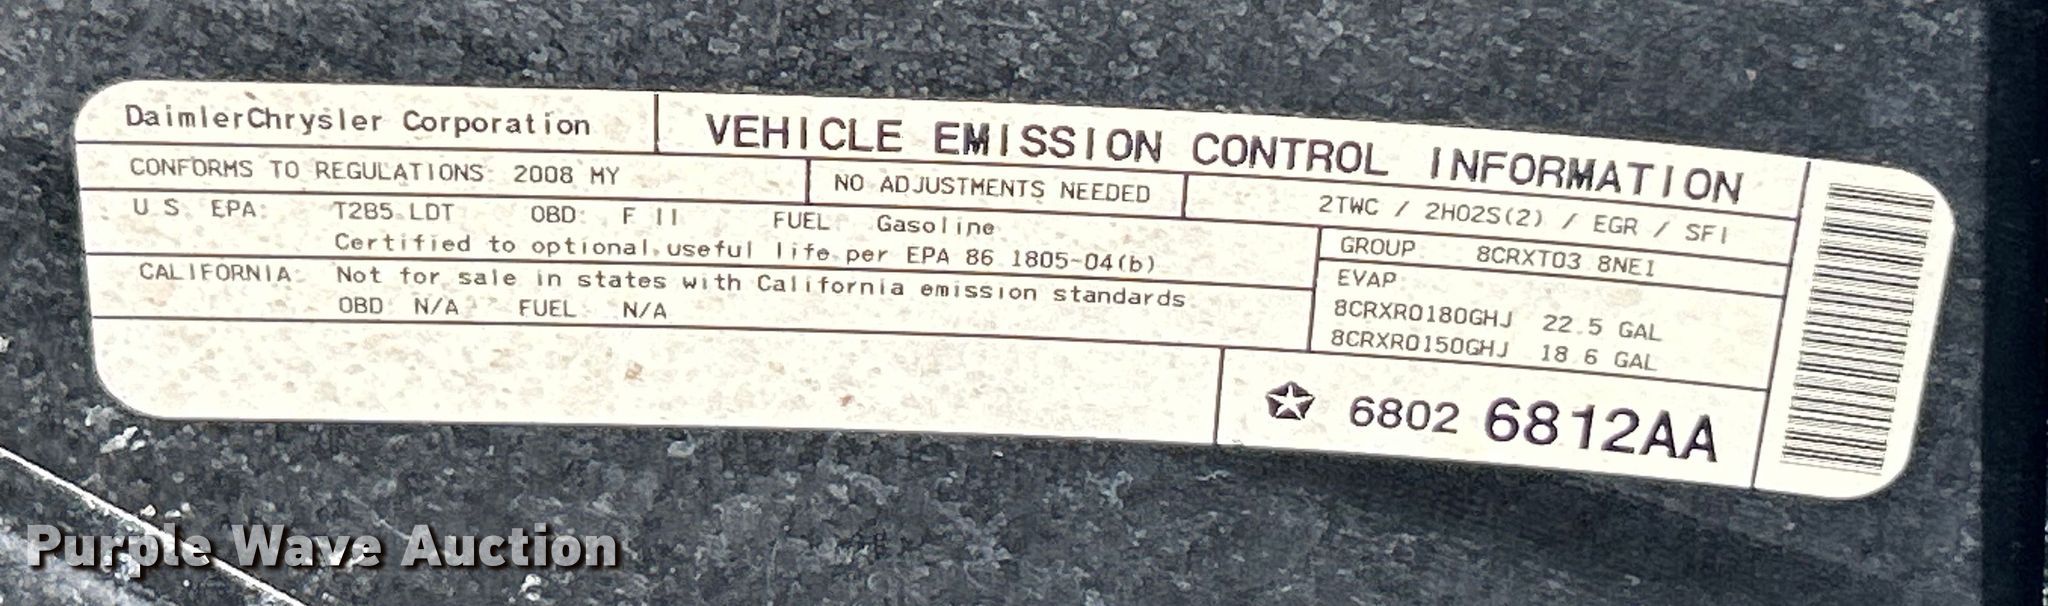 DaimlerChrysler Corporation
VEHICLE EMISSION CONTROL INFORMATION
CONFORMS TO REGULATIONS: 2008 MY
NO ADJUSTMENTS NEEDED
2TWC / 2HO2S(2) / EGR / SFI
U.S. EPA: T2B5 LDT OBD: F II FUEL: Gasoline
Certified to optional useful life per EPA 86.1805-04(b)
CALIFORNIA: Not for sale in states with California emission standards.
OBD: N/A FUEL: N/A
GROUP: 8CRXT03.8NE1
EVAP:
8CRXR0180GHJ 22.5 GAL
8CRXR0150GHJ 18.6 GAL
6802 6812AA
Purple Wave Auction